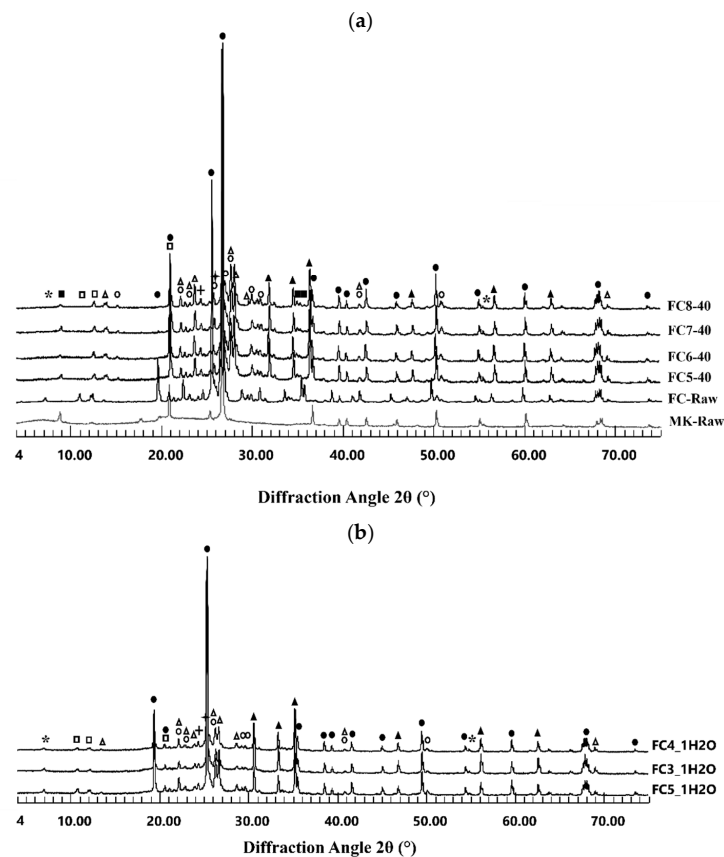 (a)
FC8-40
FC7-40
FC6-40
FC5-40
FC-Raw
MK-Raw
4 10.00 20.00 30.00 40.00 50.00 60.00 70.00
Diffraction Angle 2θ (°)
(b)
FC4_1H2O
FC3_1H2O
FC5_1H2O
4 10.00 20.00 30.00 40.00 50.00 60.00 70.00
Diffraction Angle 2θ (°)